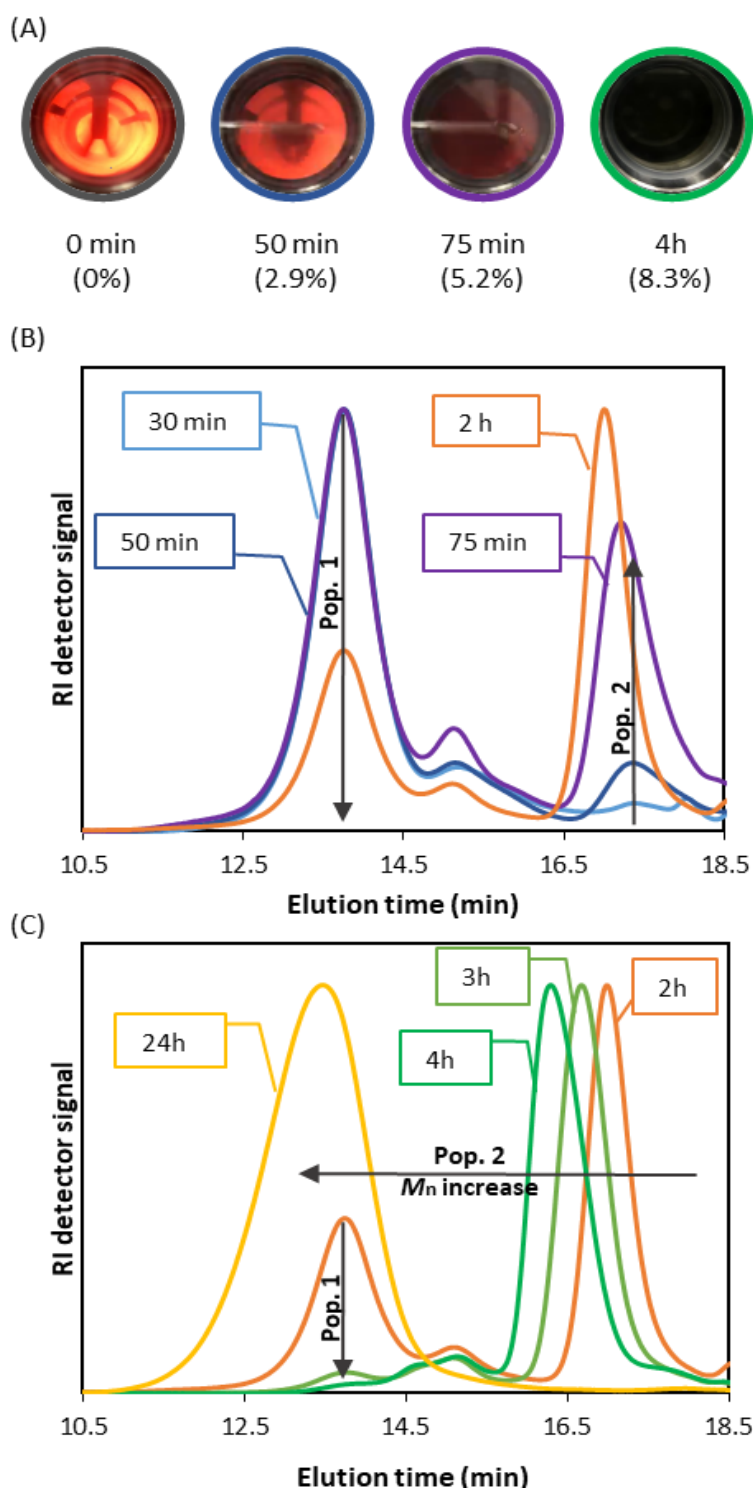 (A)
0 min
(0%)
50 min
(2.9%)
75 min
(5.2%)
4h
(8.3%)
(B)
30 min
2 h
50 min
75 min
Pop. 1
Pop. 2
RI detector signal
10.5
12.5
14.5
16.5
18.5
Elution time (min)
(C)
3h
2h
24h
4h
Pop. 2
Mn increase
Pop. 1
RI detector signal
10.5
12.5
14.5
16.5
18.5
Elution time (min)